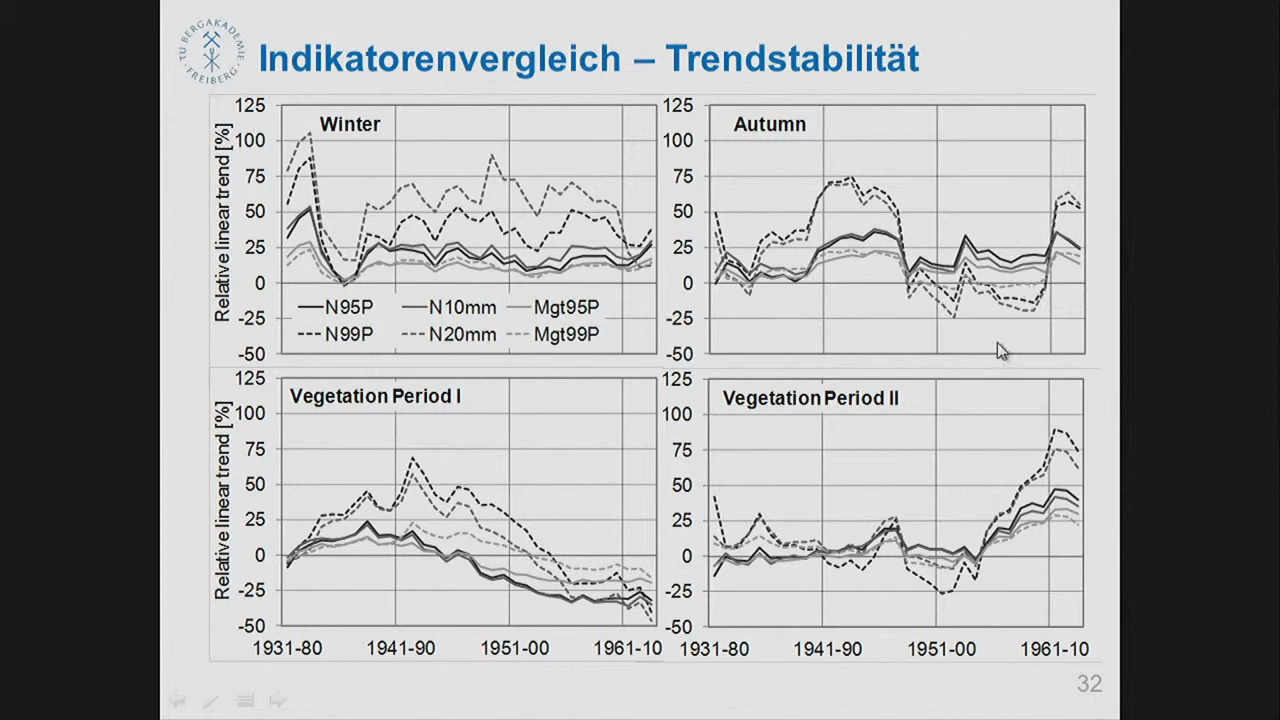 TU BERGAKADEMIE
FREIBERG
Indikatorenvergleich – Trendstabilität
Relative linear trend [%]
125
100
75
50
25
0
-25
-50
Winter
N95P
N10mm
Mgt95P
N99P
N20mm
Mgt99P
125
100
75
50
25
0
-25
-50
Autumn
Relative linear trend [%]
125
100
75
50
25
0
-25
-50
Vegetation Period I
1931-80
1941-90
1951-00
1961-10
125
100
75
50
25
0
-25
-50
Vegetation Period II
1931-80
1941-90
1951-00
1961-10
32